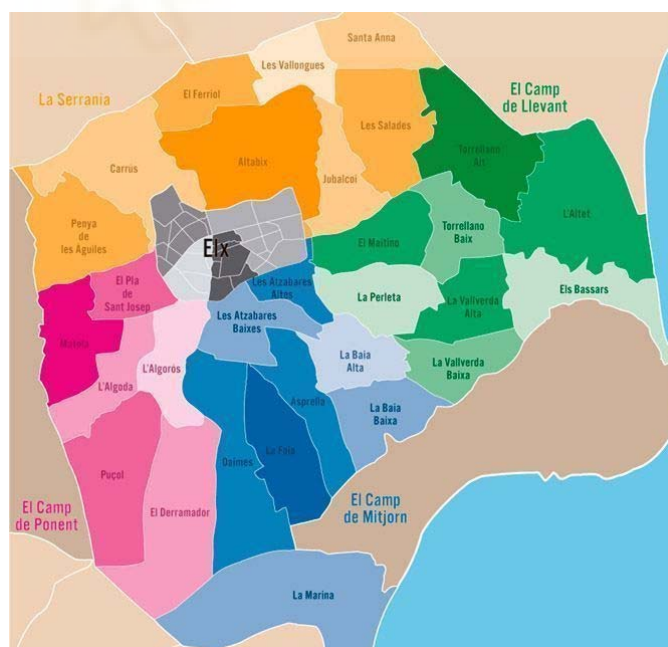 Santa Anna
Les Vallongues
El Camp
de Llevant
La Serrania
El Ferriol
Les Salades
Torrellano
Alt
Altabix
Carrús
Jubalcoi
L'Altet
Penya
de
les Àguiles
Torrellano
Baix
Elx
El Maitino
El Pla
de
Sant Josep
Les Atzabares
Altes
Els Bassars
La Perleta
La Vallverda
Alta
Les Atzabares
Baixes
Matola
La Baia
Alta
La Vallverda
Baixa
L'Algorós
L'Algoda
Asprella
La Baia
Baixa
La Foia
Daimes
Puçol
El Camp
de Ponent
El Derramador
El Camp
de Mitjorn
La Marina